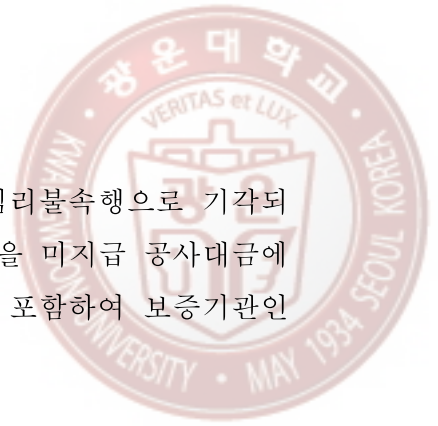 광운대학교
VERITAS et LUX
KWANGWOON UNIVERSITY • MAY 1934 SEOUL KOREA
심리불속행으로 기각되
을 미지급 공사대금에
포함하여 보증기관인